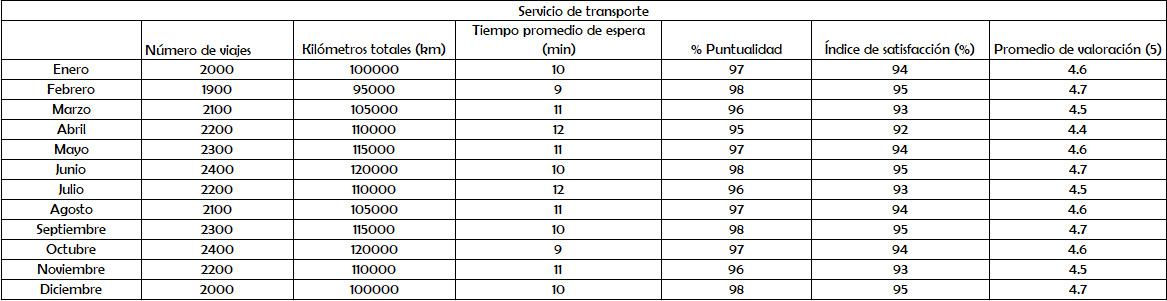 Servicio de transporte
Número de viajes Kilómetros totales (km) Tiempo promedio de espera (min) % Puntualidad Índice de satisfacción (%) Promedio de valoración (5)
Enero 2000 100000 10 97 94 4.6
Febrero 1900 95000 9 98 95 4.7
Marzo 2100 105000 11 96 93 4.5
Abril 2200 110000 12 95 92 4.4
Mayo 2300 115000 11 97 94 4.6
Junio 2400 120000 10 98 95 4.7
Julio 2200 110000 12 96 93 4.5
Agosto 2100 105000 11 97 94 4.6
Septiembre 2300 115000 10 98 95 4.7
Octubre 2400 120000 9 97 94 4.6
Noviembre 2200 110000 11 96 93 4.5
Diciembre 2000 100000 10 98 95 4.7